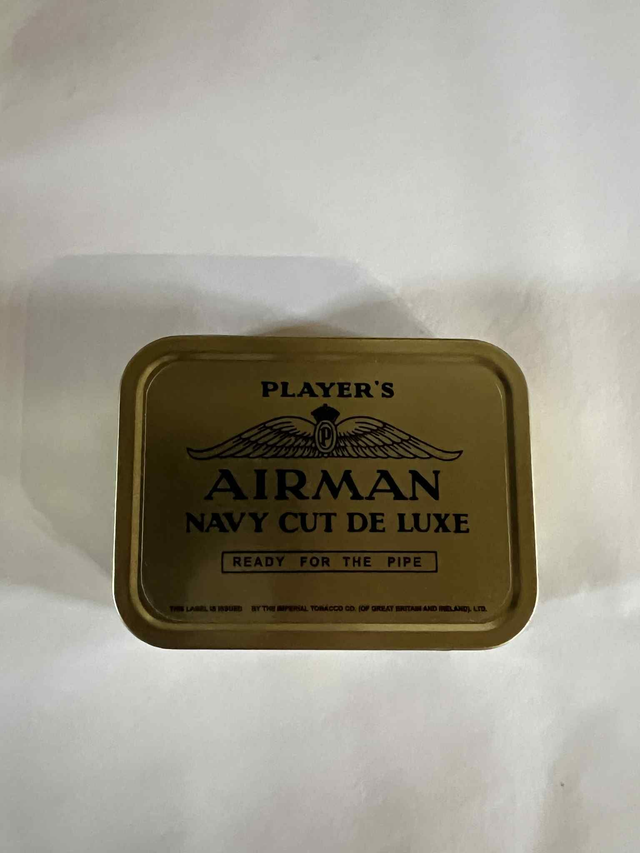 PLAYER'S
P
AIRMAN
NAVY CUT DE LUXE
READY FOR THE PIPE
THIS LABEL IS ISSUED BY THE IMPERIAL TOBACCO CO. (OF GREAT BRITAIN AND IRELAND). LTD.